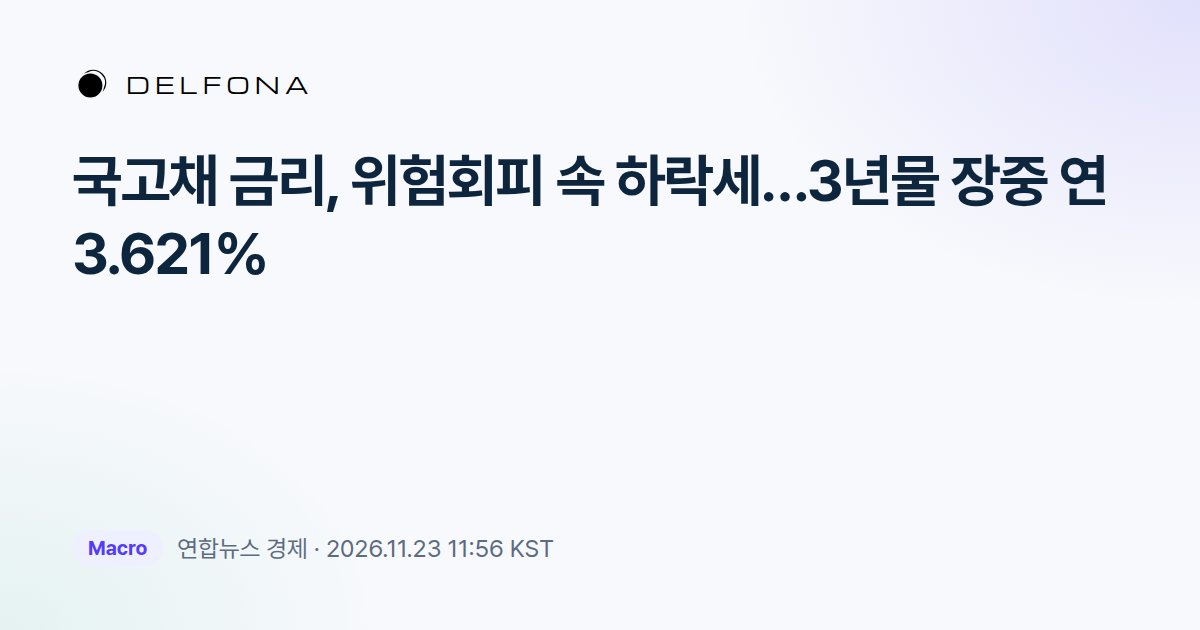 DELFONA
국고채 금리, 위험회피 속 하락세…3년물 장중 연
3.621%
Macro 연합뉴스 경제 · 2026.11.23 11:56 KST